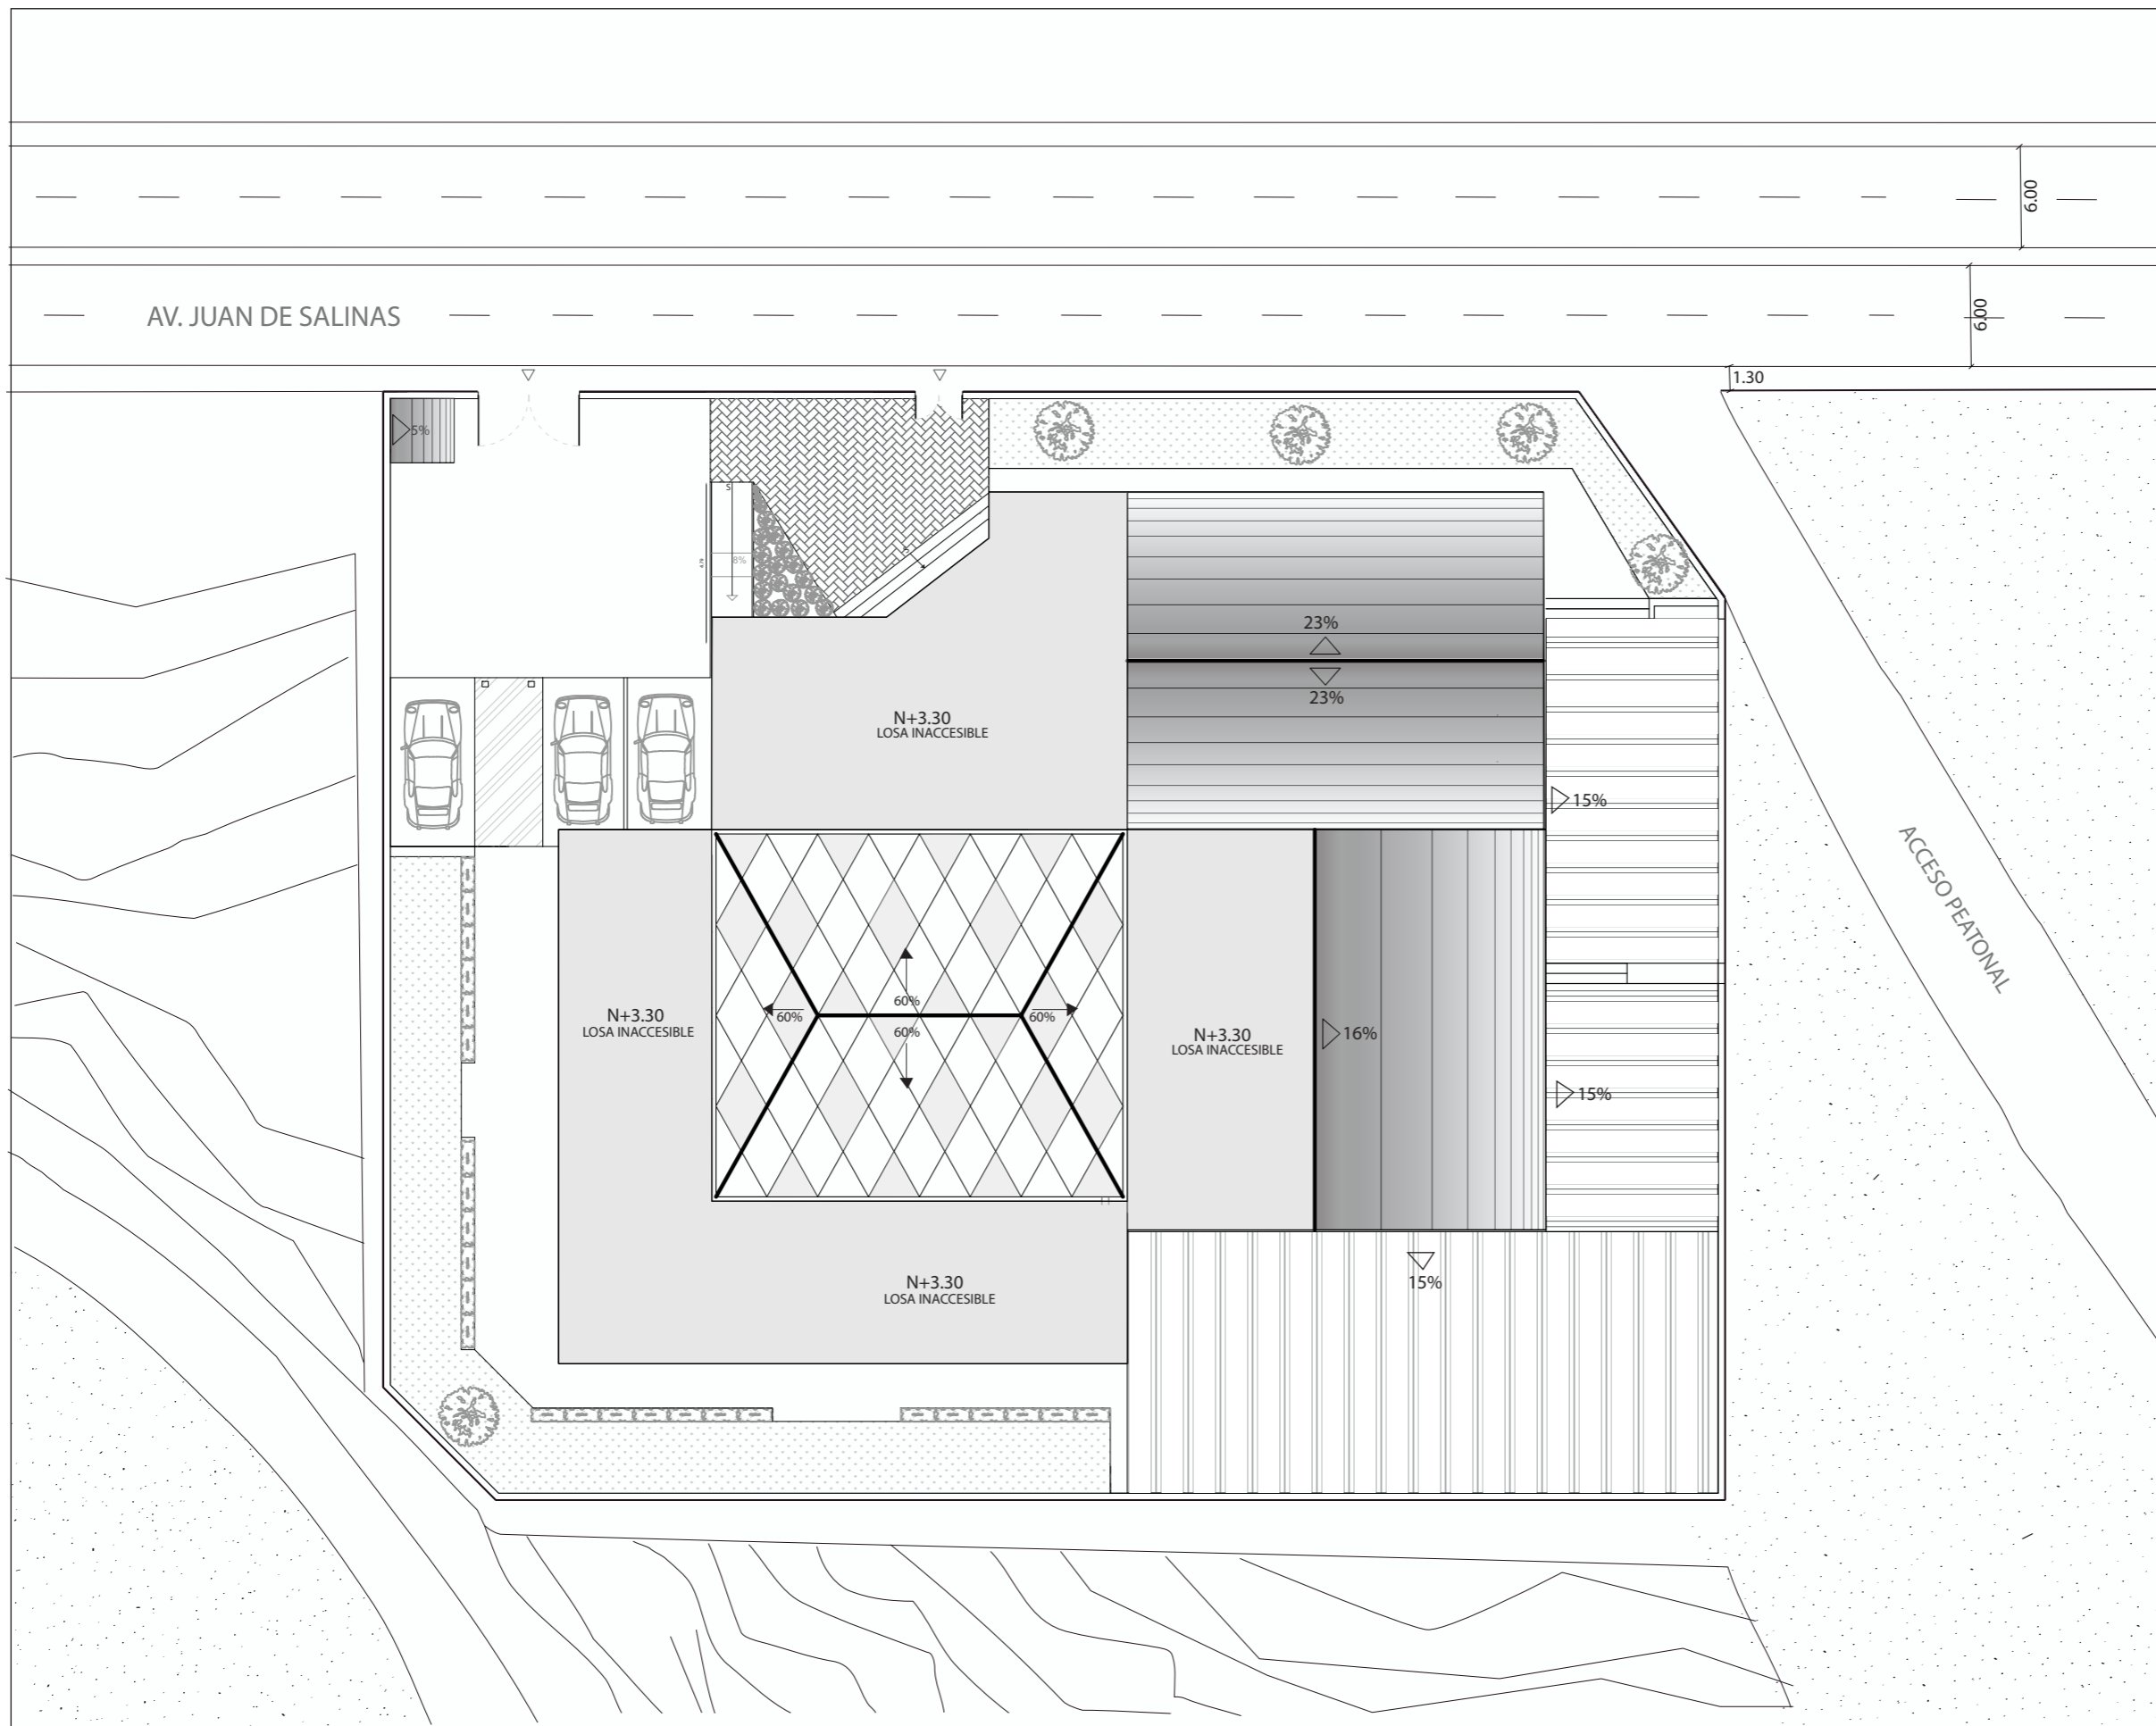 6.00
AV. JUAN DE SALINAS
6.00
1.30
5%
8%
23%
23%
N+3.30
LOSA INACCESIBLE
15%
ACCESO PEATONAL
60%
60%
60%
60%
N+3.30
LOSA INACCESIBLE
N+3.30
LOSA INACCESIBLE
16%
15%
N+3.30
LOSA INACCESIBLE
15%